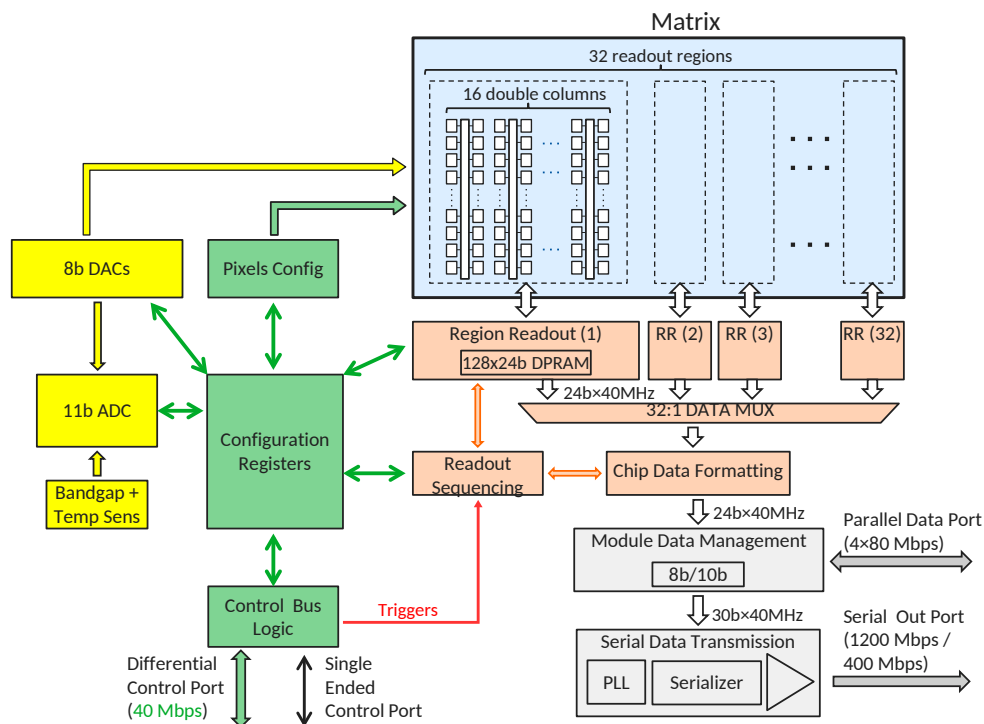 Matrix
32 readout regions
16 double columns
8b DACs
Pixels Config
Region Readout (1)
128x24b DPRAM
RR (2)
RR (3)
RR (32)
24b×40MHz
32:1 DATA MUX
11b ADC
Configuration
Registers
Readout
Sequencing
Chip Data Formatting
Bandgap +
Temp Sens
24b×40MHz
Module Data Management
8b/10b
Parallel Data Port
(4×80 Mbps)
Control Bus
Logic
Triggers
30b×40MHz
Serial Data Transmission
PLL
Serializer
Serial Out Port
(1200 Mbps /
400 Mbps)
Differential
Control Port
(40 Mbps)
Single
Ended
Control Port